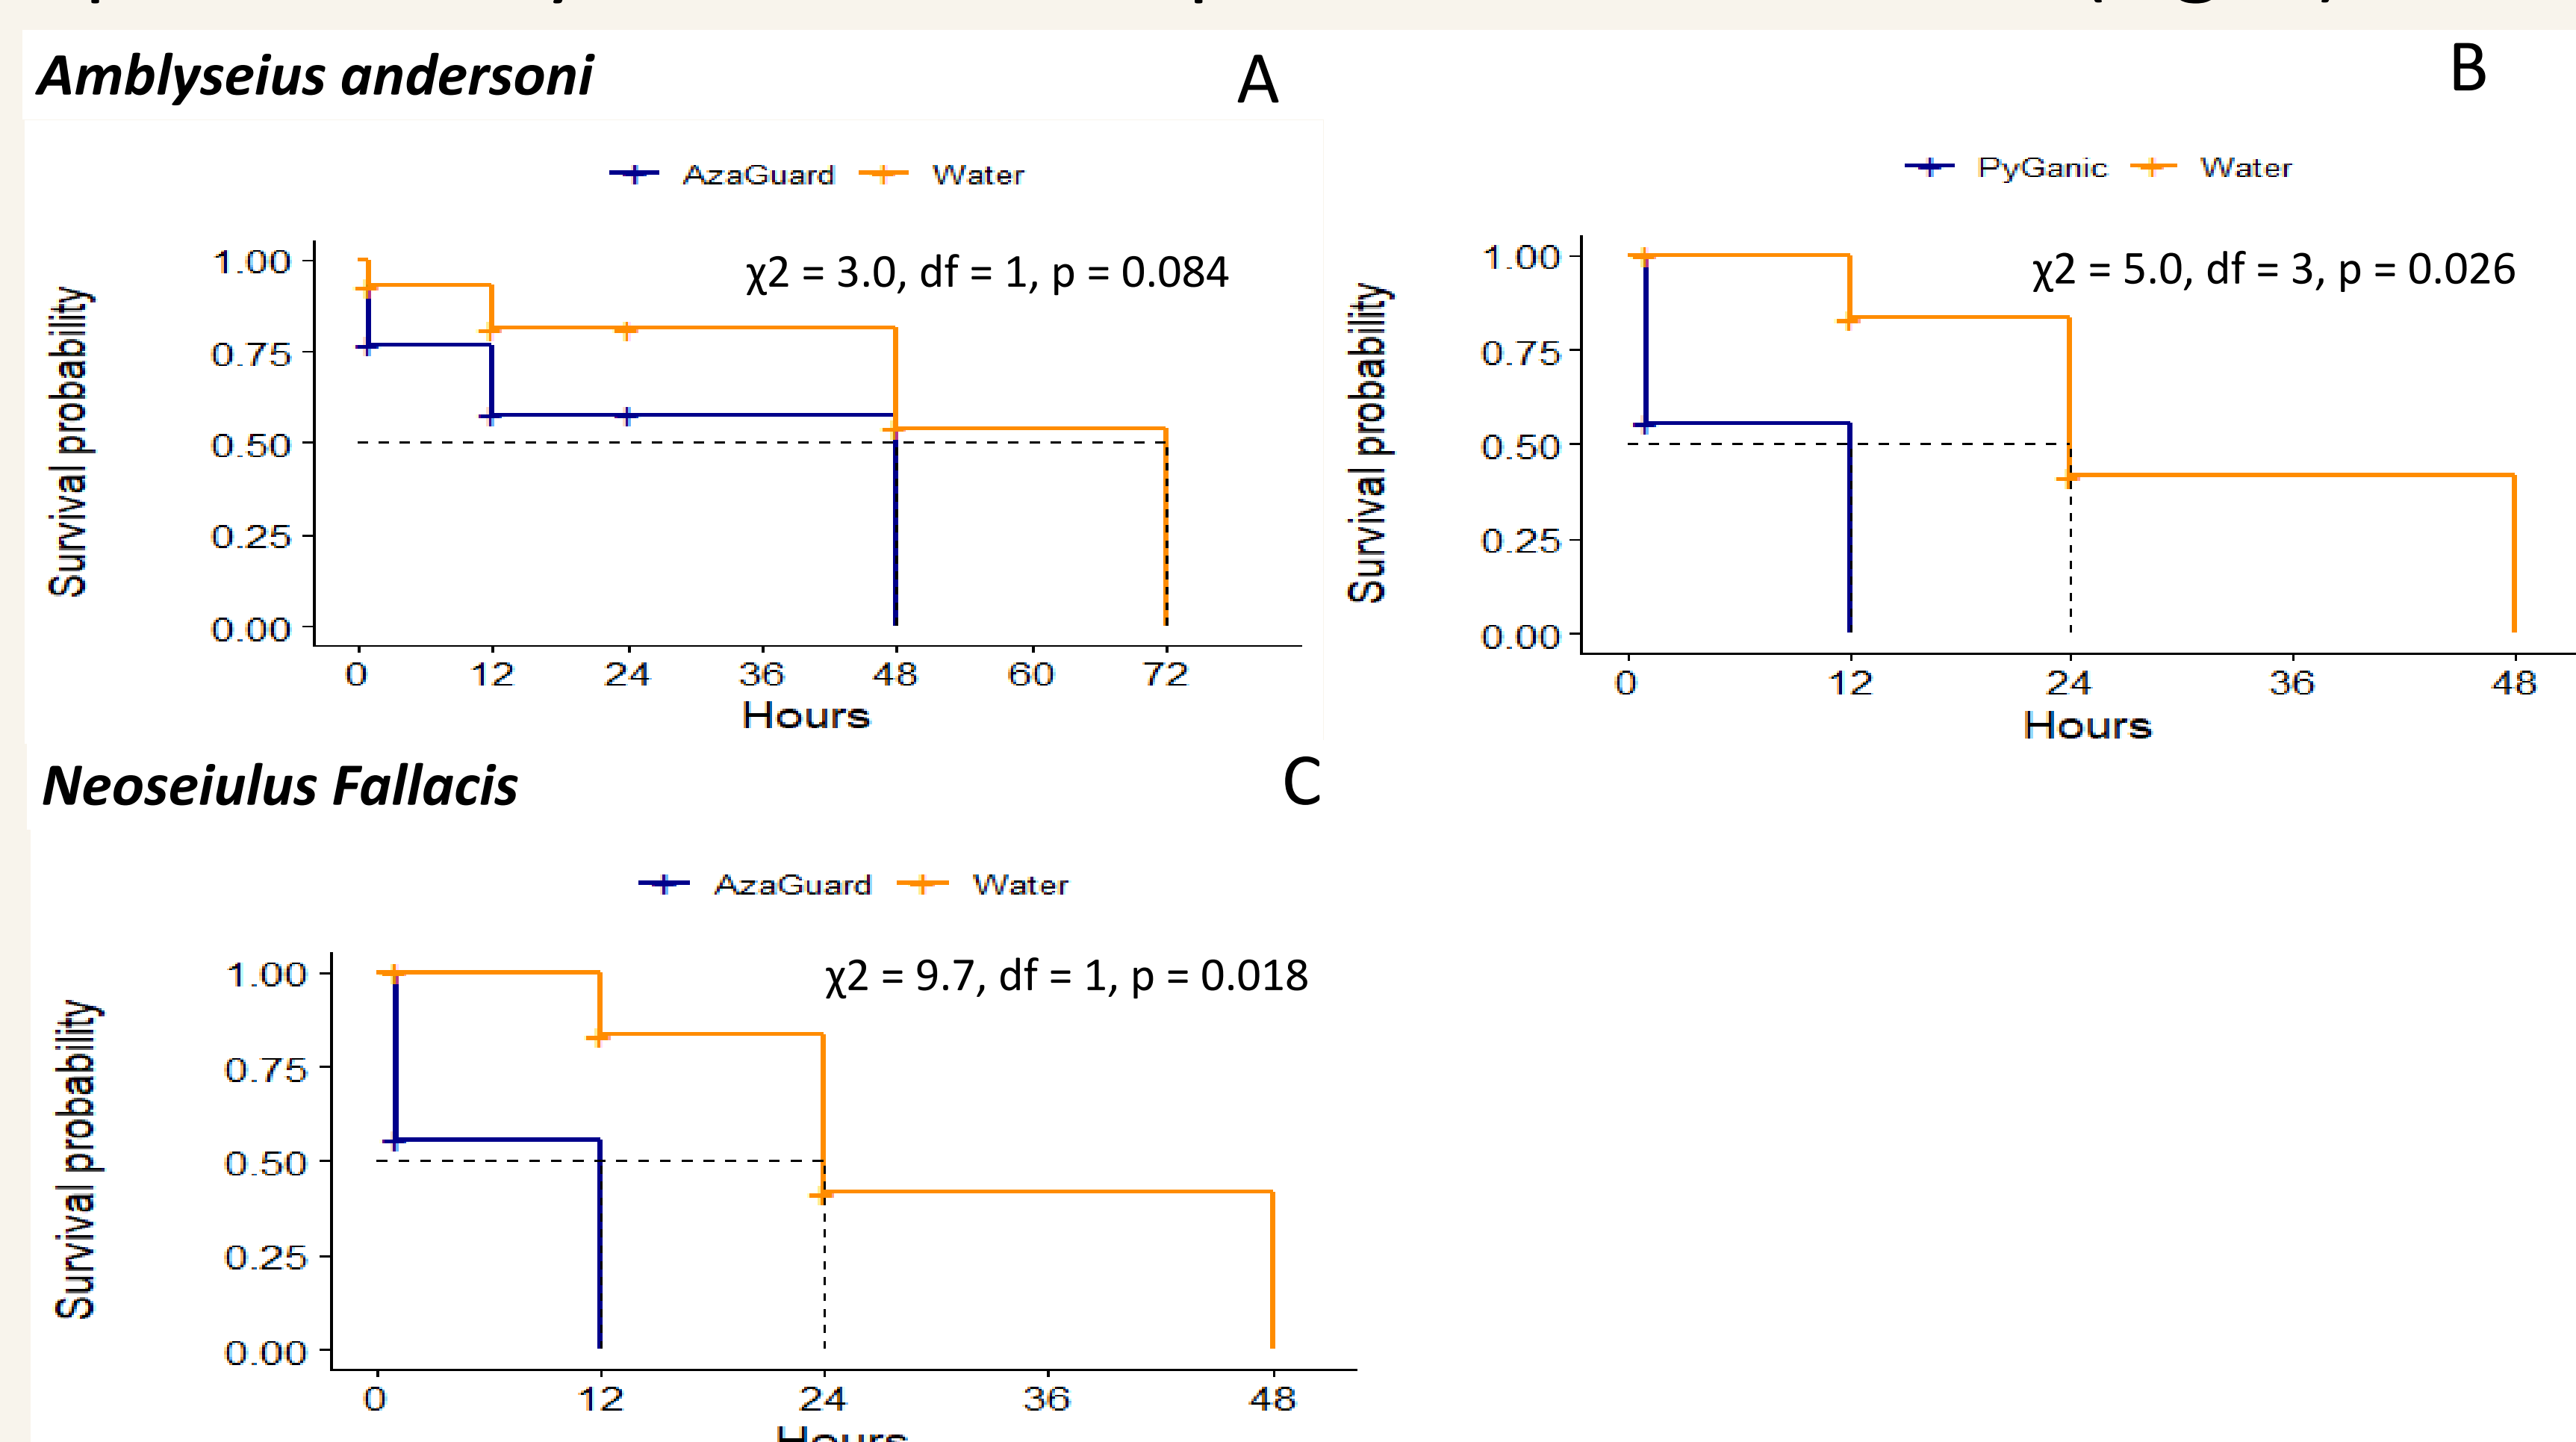 Amblyseius andersoni
A
AzaGuard Water
χ2 = 3.0, df = 1, p = 0.084
Survival probability
1.00
0.75
0.50
0.25
0.00
0 12 24 36 48 60 72
Hours
B
PyGanic Water
χ2 = 5.0, df = 3, p = 0.026
Survival probability
1.00
0.75
0.50
0.25
0.00
0 12 24 36 48
Hours
Neoseiulus Fallacis
C
AzaGuard Water
χ2 = 9.7, df = 1, p = 0.018
Survival probability
1.00
0.75
0.50
0.25
0.00
0 12 24 36 48
Hours